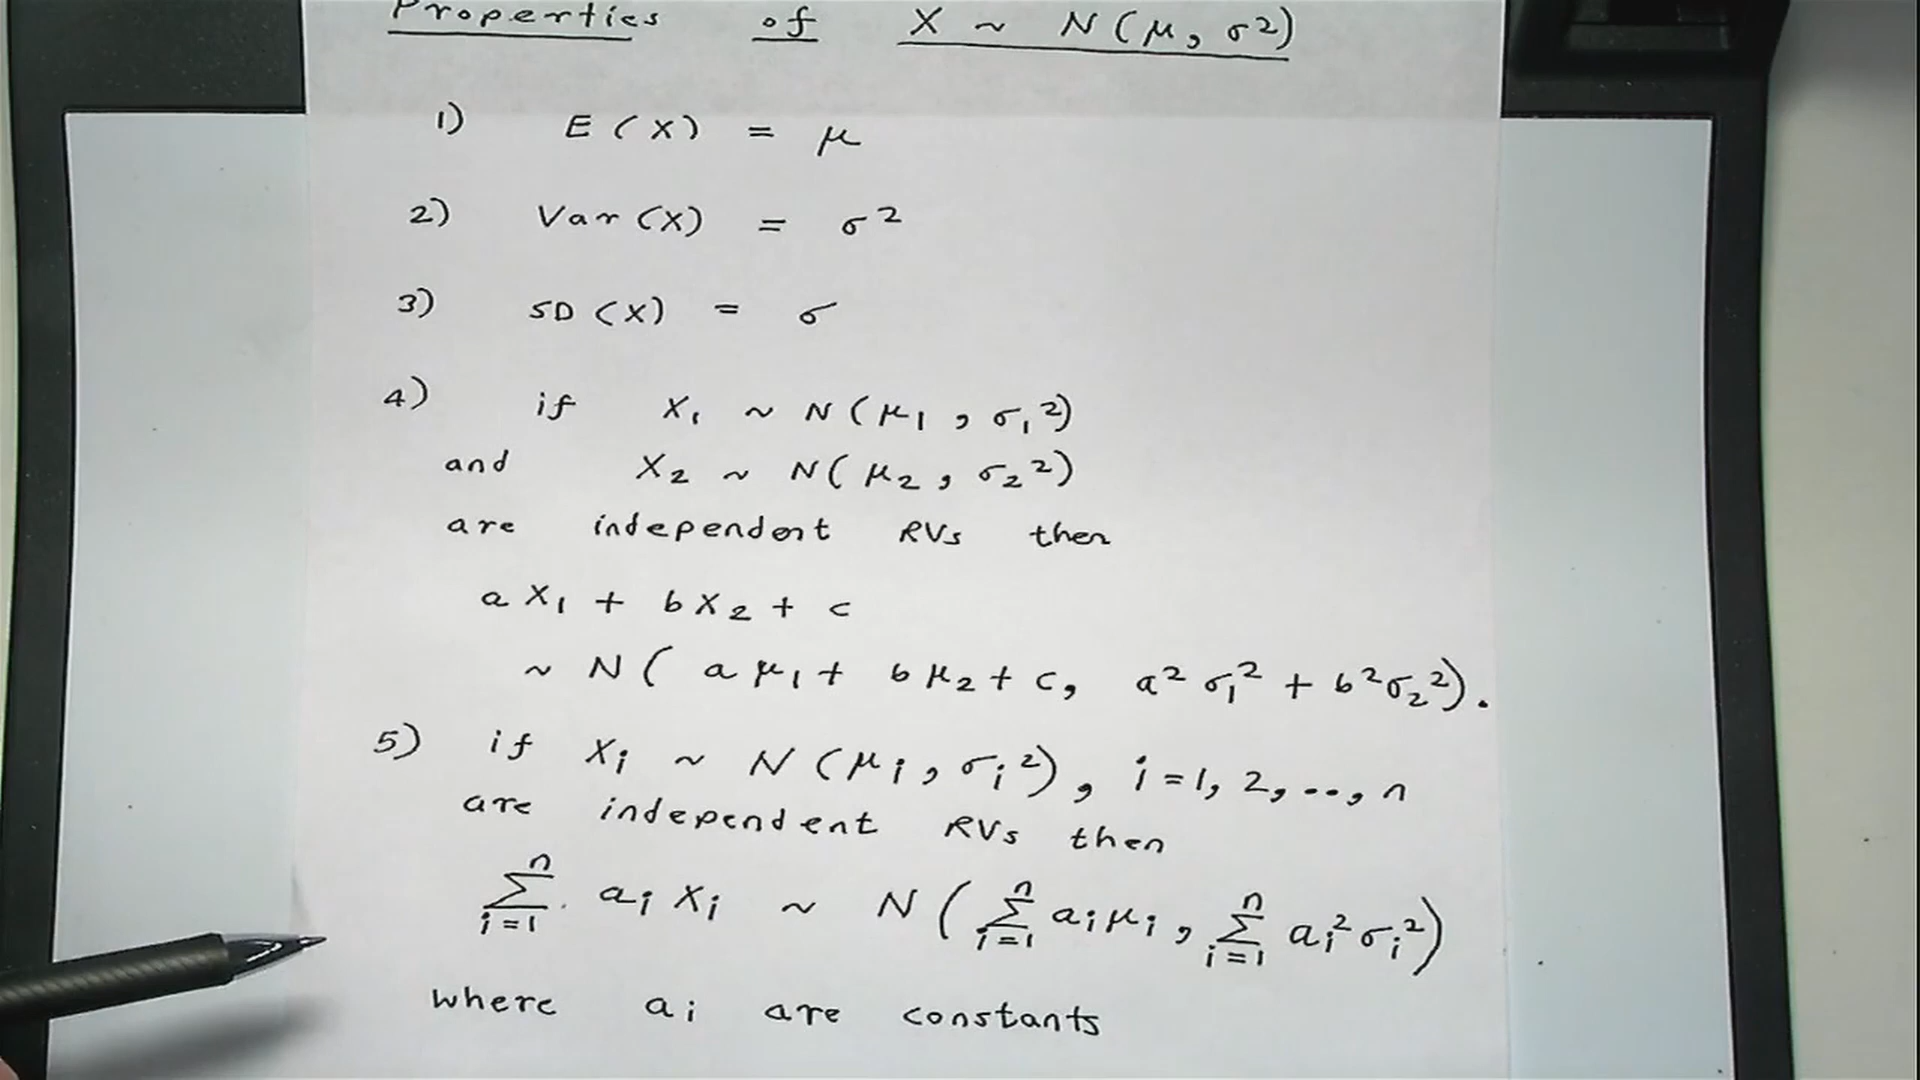 Properties of X ~ N(μ, σ²)
1) E(X) = μ
2) Var(X) = σ²
3) SD(X) = σ
4) if X₁ ~ N(μ₁, σ₁²)
and X₂ ~ N(μ₂, σ₂²)
are independent RVs then
aX₁ + bX₂ + c
~ N(aμ₁ + bμ₂ + c, a²σ₁² + b²σ₂²).
5) if Xᵢ ~ N(μᵢ, σᵢ²), i = 1, 2, .., n
are independent RVs then
∑ᵢ₌₁ⁿ aᵢXᵢ ~ N(∑ᵢ₌₁ⁿ aᵢμᵢ, ∑ᵢ₌₁ⁿ aᵢ²σᵢ²)
where aᵢ are constants